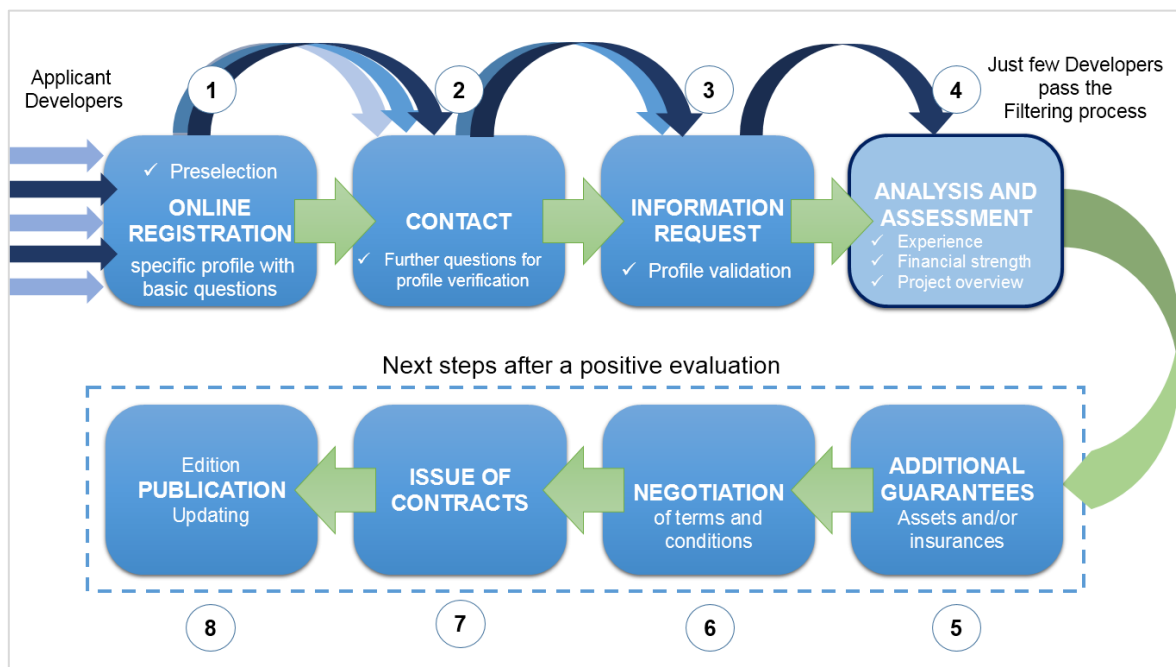 Applicant
Developers
1
2
3
4
Just few Developers
pass the
Filtering process
✓ Preselection
ONLINE
REGISTRATION
specific profile with
basic questions
CONTACT
✓ Further questions for
profile verification
INFORMATION
REQUEST
✓ Profile validation
ANALYSIS AND
ASSESSMENT
✓ Experience
✓ Financial strength
✓ Project overview
Next steps after a positive evaluation
Edition
PUBLICATION
Updating
ISSUE OF
CONTRACTS
NEGOTIATION
of terms and
conditions
ADDITIONAL
GUARANTEES
Assets and/or
insurances
8
7
6
5